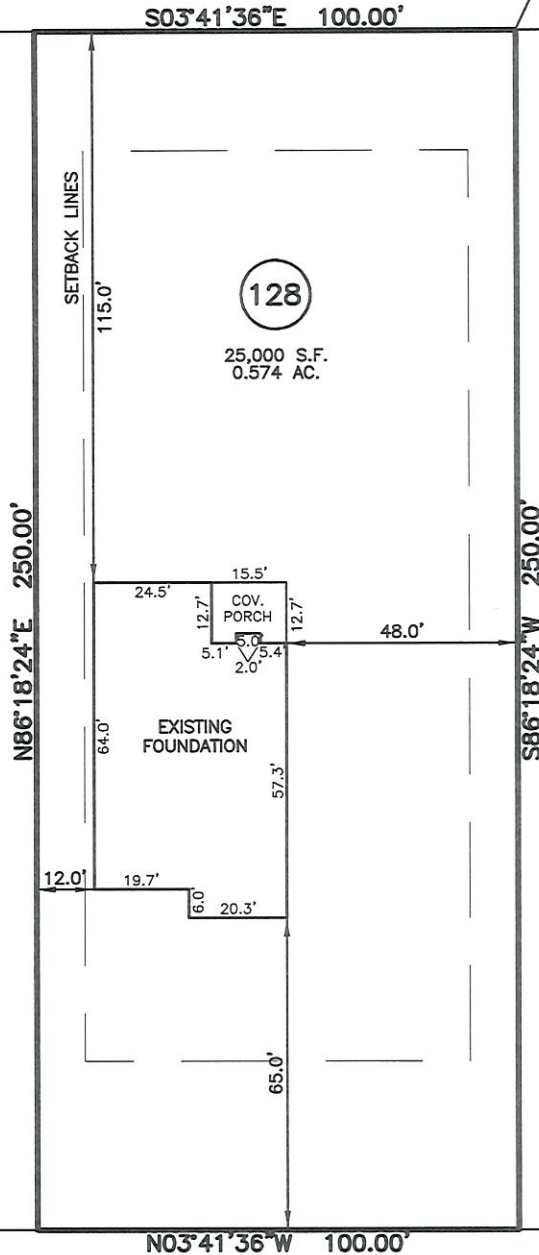 S03°41'36"E 100.00'
SETBACK LINES
115.0'
128
25,000 S.F.
0.574 AC.
N86°18'24"E 250.00'
S86°18'24"W 250.00'
24.5'
15.5'
12.7'
COV.
PORCH
12.7'
5.0'
5.1'
5.4'
2.0'
48.0'
EXISTING
FOUNDATION
64.0'
57.3'
12.0'
19.7'
6.0'
20.3'
65.0'
N03°41'36"W 100.00'